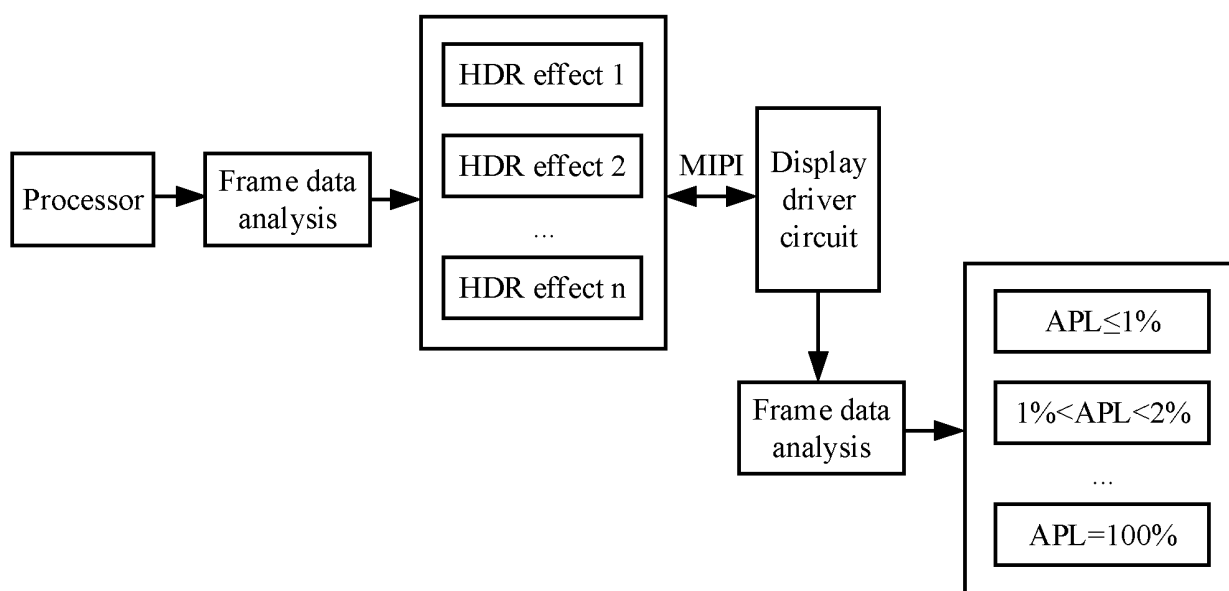 Processor
Frame data
analysis
HDR effect 1
HDR effect 2
...
HDR effect n
MIPI
Display
driver
circuit
Frame data
analysis
APL≤1%
1%<APL<2%
...
APL=100%